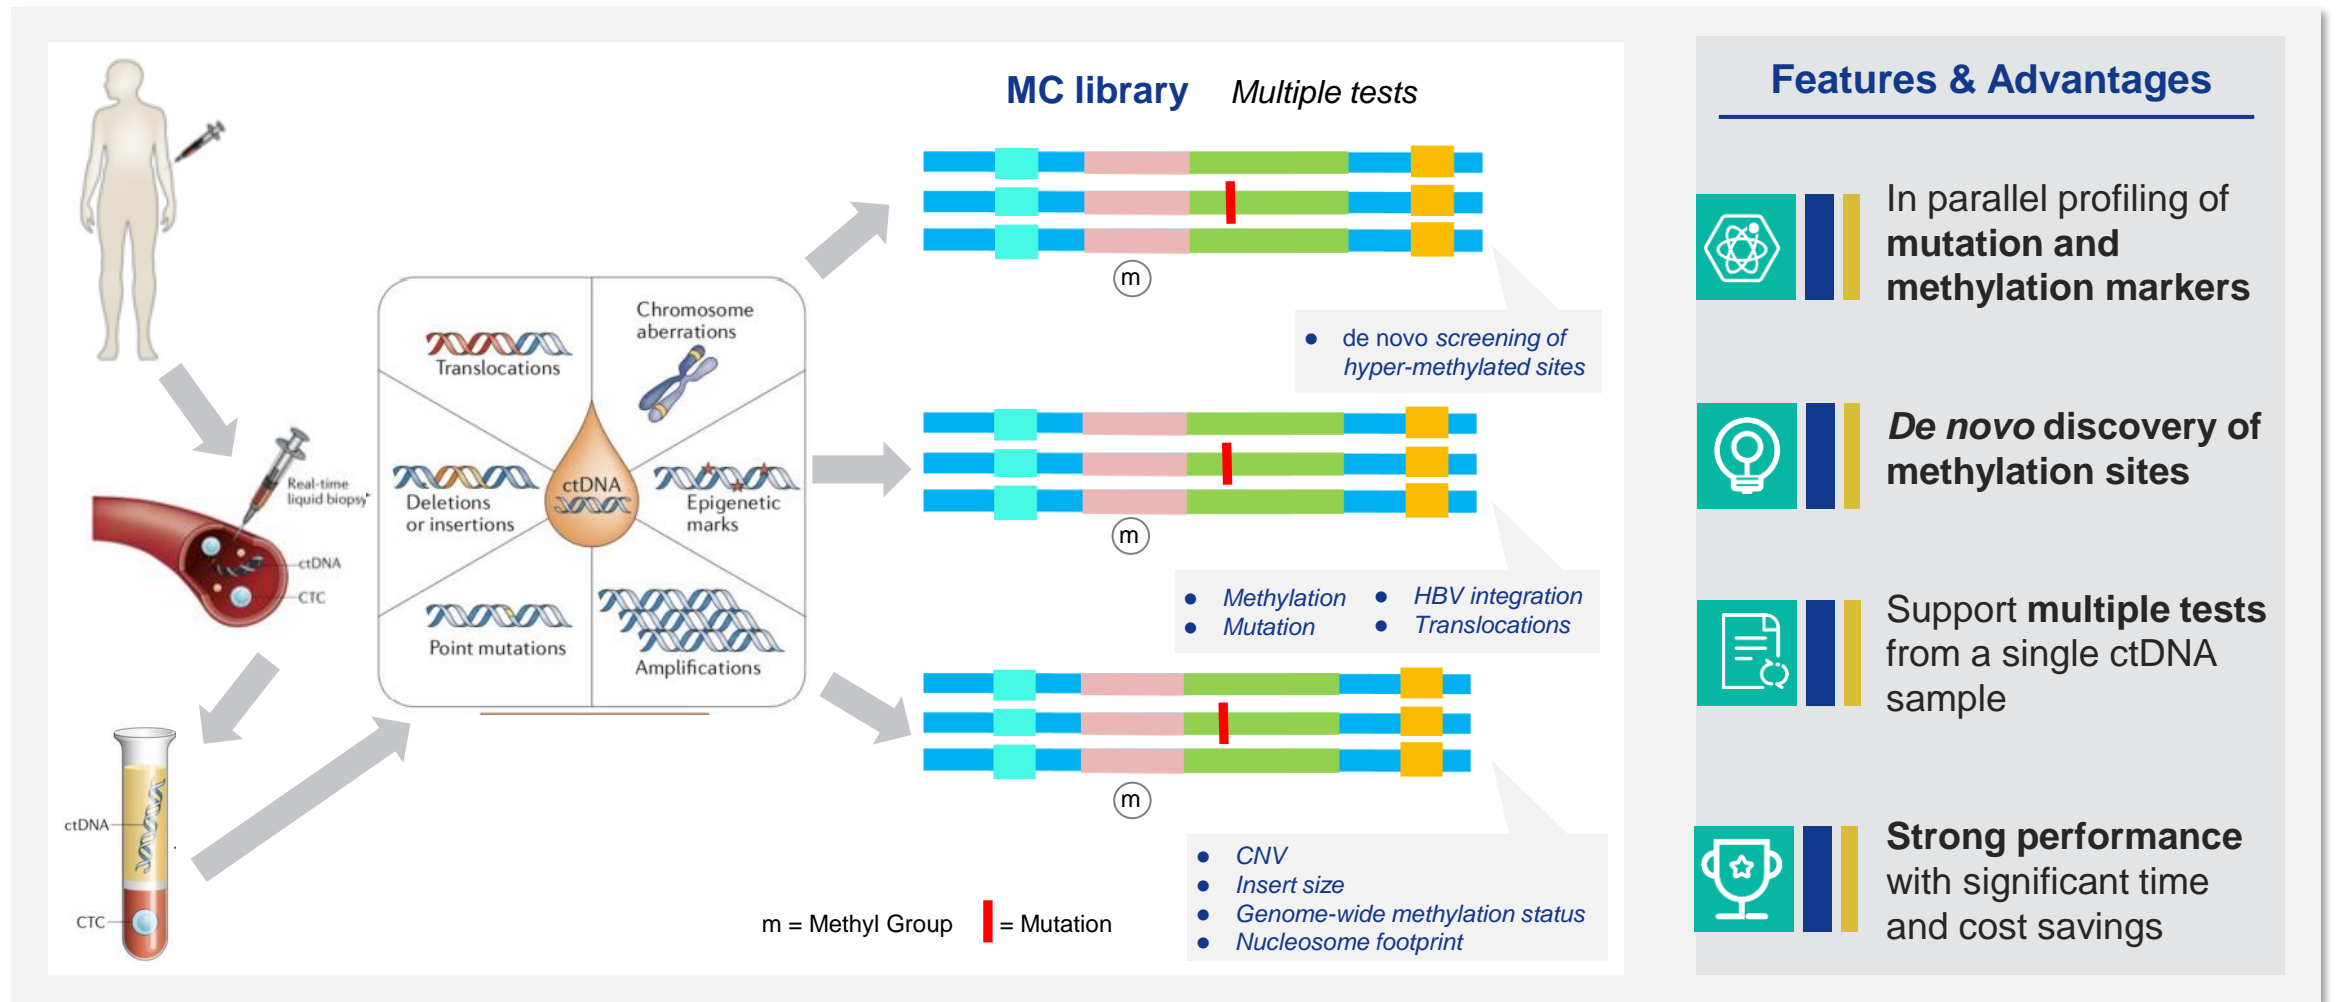 MC library Multiple tests
m
● de novo screening of
hyper-methylated sites
Real-time
liquid biopsy
ctDNA
CTC
Translocations
Chromosome
aberrations
Deletions
or insertions
ctDNA
Epigenetic
marks
Point mutations
Amplifications
m
● Methylation ● HBV integration
● Mutation ● Translocations
ctDNA
CTC
m
● CNV
● Insert size
● Genome-wide methylation status
● Nucleosome footprint
m = Methyl Group = Mutation
Features & Advantages
In parallel profiling of
mutation and
methylation markers
De novo discovery of
methylation sites
Support multiple tests
from a single ctDNA
sample
Strong performance
with significant time
and cost savings